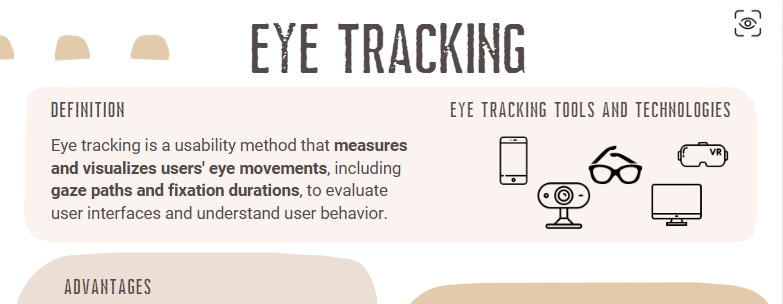 EYE TRACKING
DEFINITION
Eye tracking is a usability method that measures
and visualizes users' eye movements, including
gaze paths and fixation durations, to evaluate
user interfaces and understand user behavior.
EYE TRACKING TOOLS AND TECHNOLOGIES
VR
ADVANTAGES